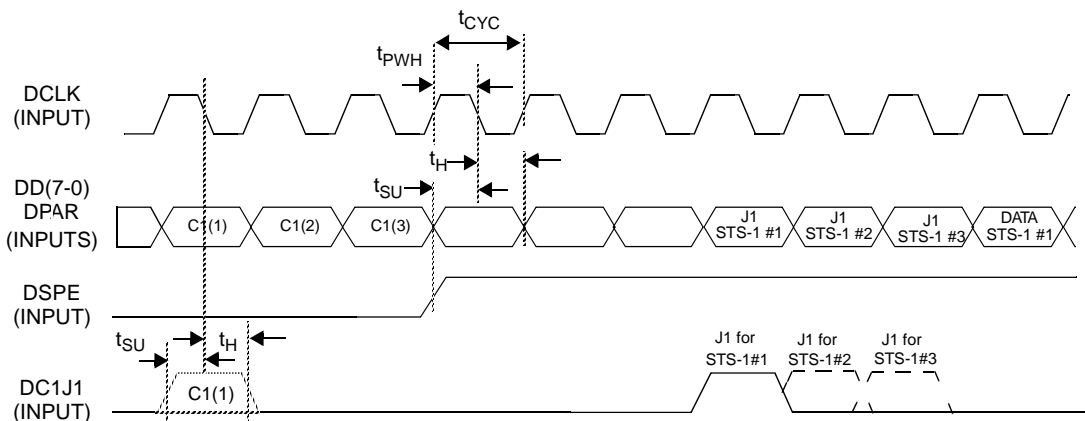 tCYC
tPWH
DCLK
(INPUT)
tH
tSU
DD(7-0)
DPAR
(INPUTS)
C1(1)
C1(2)
C1(3)
J1
STS-1 #1
J1
STS-1 #2
J1
STS-1 #3
DATA
STS-1 #1
DSPE
(INPUT)
tSU
tH
J1 for
STS-1#1
J1 for
STS-1#2
J1 for
STS-1#3
DC1J1
(INPUT)
C1(1)